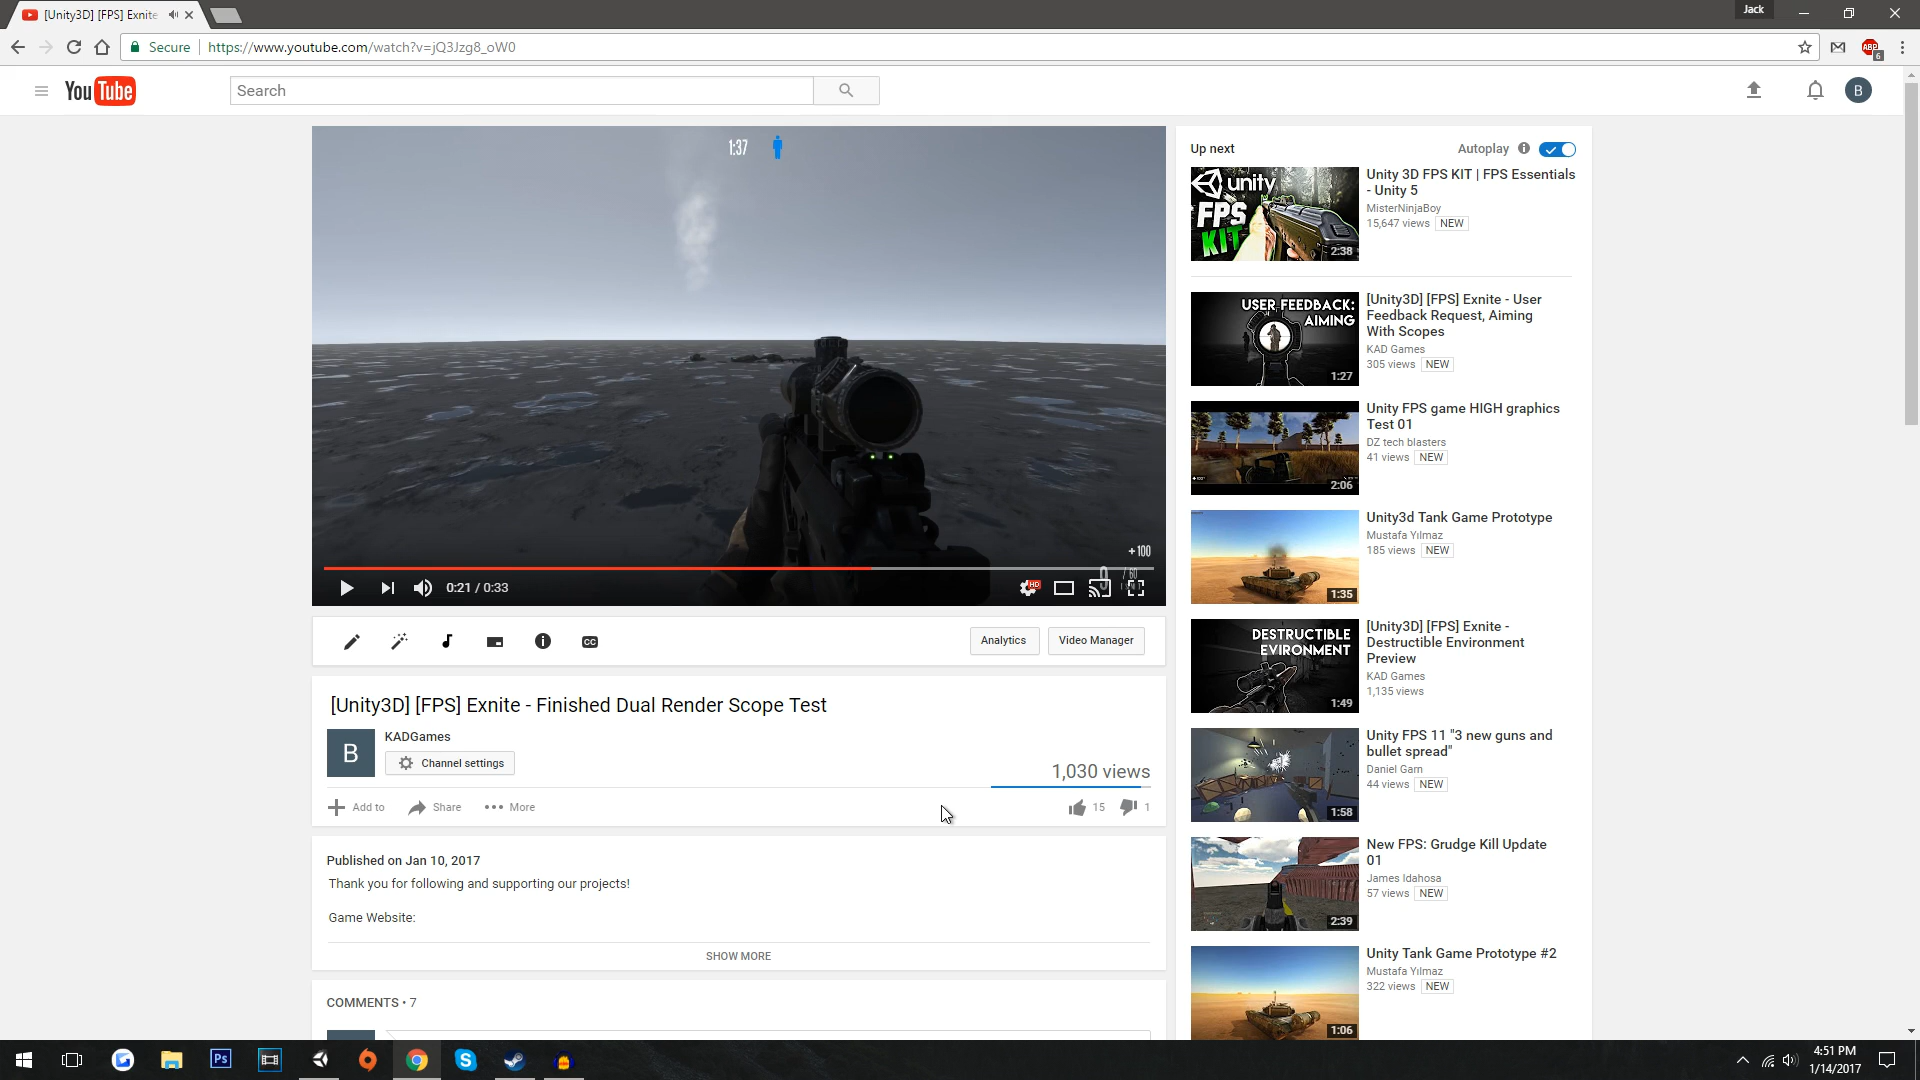 [Unity3D] [FPS] Exnite
Jack
Secure
https://www.youtube.com/watch?v=jQ3Jzg8_oW0
ABP
6
YouTube
Search
B
1:37
+100
0:21 / 0:33
HD
CC
Analytics
Video Manager
[Unity3D] [FPS] Exnite - Finished Dual Render Scope Test
B
KADGames
Channel settings
1,030 views
Add to
Share
More
15
1
Published on Jan 10, 2017
Thank you for following and supporting our projects!
Game Website:
SHOW MORE
COMMENTS • 7
Up next
Autoplay
unity
FPS
KIT
2:38
Unity 3D FPS KIT | FPS Essentials
- Unity 5
MisterNinjaBoy
15,647 views NEW
USER FEEDBACK:
AIMING
1:27
[Unity3D] [FPS] Exnite - User
Feedback Request, Aiming
With Scopes
KAD Games
305 views NEW
2:06
Unity FPS game HIGH graphics
Test 01
DZ tech blasters
41 views NEW
1:35
Unity3d Tank Game Prototype
Mustafa Yılmaz
185 views NEW
DESTRUCTIBLE
EVIRONMENT
1:49
[Unity3D] [FPS] Exnite -
Destructible Environment
Preview
KAD Games
1,135 views
1:58
Unity FPS 11 "3 new guns and
bullet spread"
Daniel Gam
44 views NEW
2:39
New FPS: Grudge Kill Update
01
James Idahosa
57 views NEW
1:06
Unity Tank Game Prototype #2
Mustafa Yılmaz
322 views NEW
Ps
4:51 PM
1/14/2017